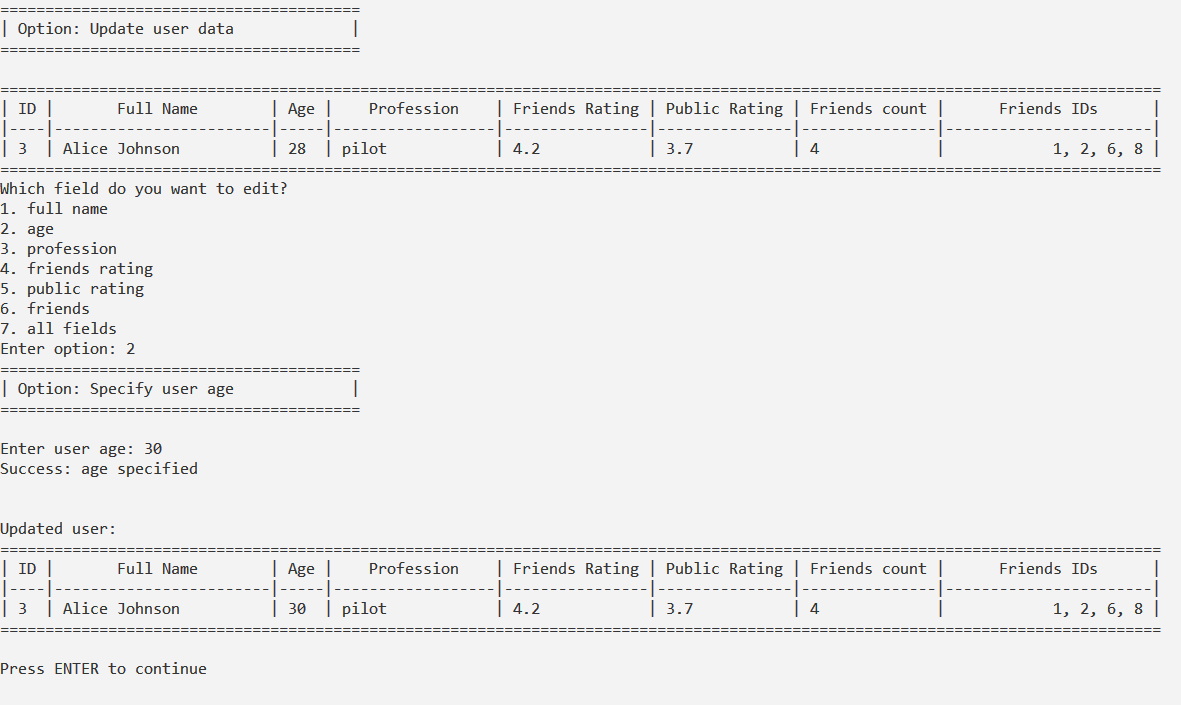 ========================================
| Option: Update user data             |
========================================
=================================================================================================================================
| ID |       Full Name        | Age |    Profession    | Friends Rating | Public Rating | Friends count |      Friends IDs      |
|----|------------------------|-----|------------------|----------------|---------------|---------------|-----------------------|
| 3  | Alice Johnson          | 28  | pilot            | 4.2            | 3.7           | 4             |            1, 2, 6, 8 |
=================================================================================================================================
Which field do you want to edit?
1. full name
2. age
3. profession
4. friends rating
5. public rating
6. friends
7. all fields
Enter option: 2
========================================
| Option: Specify user age             |
========================================
Enter user age: 30
Success: age specified
Updated user:
=================================================================================================================================
| ID |       Full Name        | Age |    Profession    | Friends Rating | Public Rating | Friends count |      Friends IDs      |
|----|------------------------|-----|------------------|----------------|---------------|---------------|-----------------------|
| 3  | Alice Johnson          | 30  | pilot            | 4.2            | 3.7           | 4             |            1, 2, 6, 8 |
=================================================================================================================================
Press ENTER to continue